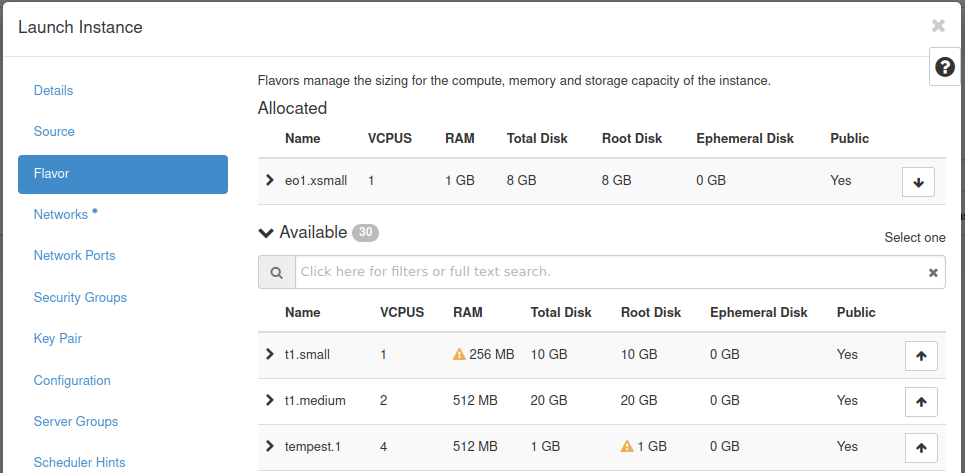 Launch Instance
Flavors manage the sizing for the compute, memory and storage capacity of the instance.
Details
Source
Flavor
Networks *
Network Ports
Security Groups
Key Pair
Configuration
Server Groups
Scheduler Hints
Allocated
Name VCPUS RAM Total Disk Root Disk Ephemeral Disk Public
eo1.xsmall 1 1 GB 8 GB 8 GB 0 GB Yes
Available 30
Select one
Click here for filters or full text search.
Name VCPUS RAM Total Disk Root Disk Ephemeral Disk Public
t1.small 1 256 MB 10 GB 10 GB 0 GB Yes
t1.medium 2 512 MB 20 GB 20 GB 0 GB Yes
tempest.1 4 512 MB 1 GB 1 GB 0 GB Yes